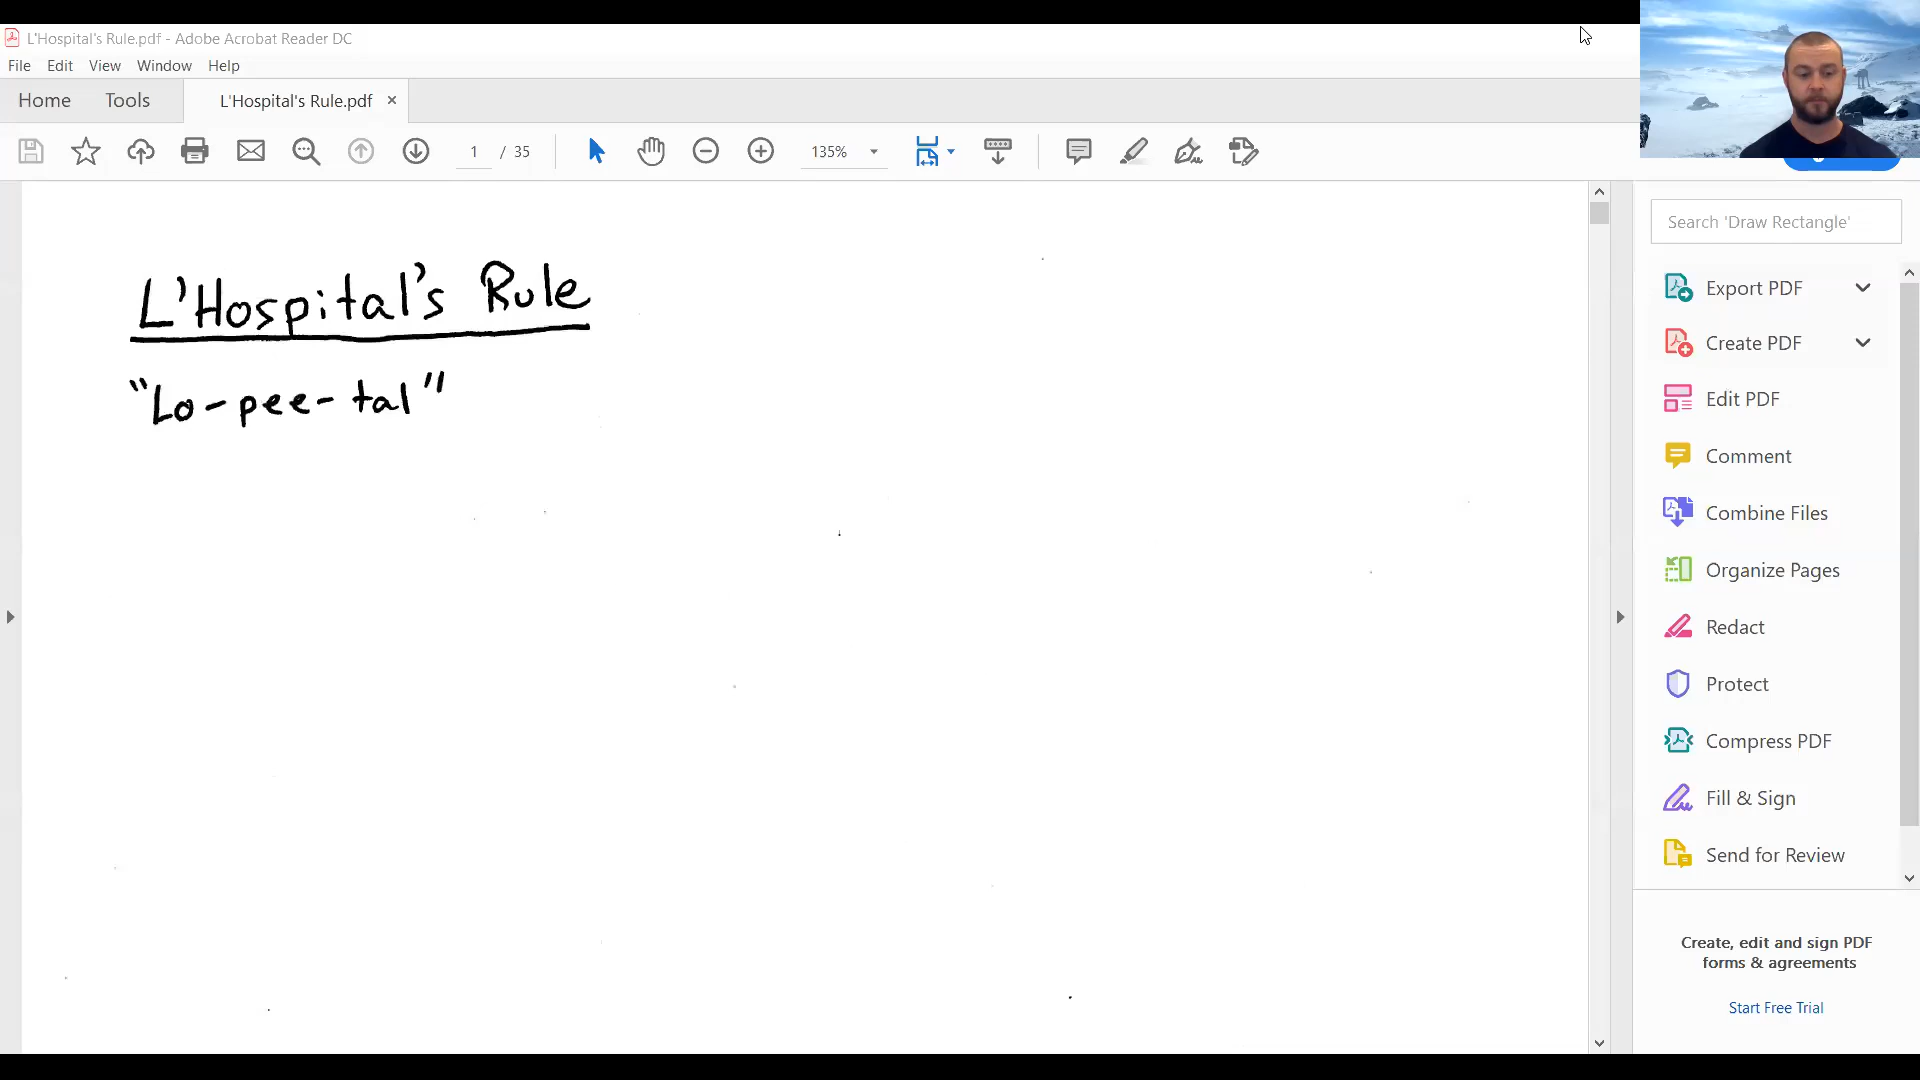 L'Hospital's Rule.pdf - Adobe Acrobat Reader DC
File Edit View Window Help
Home Tools L'Hospital's Rule.pdf ×
1 / 35 135%
Search 'Draw Rectangle'
L'Hospital's Rule
"Lo-pee-tal"
Export PDF
Create PDF
Edit PDF
Comment
Combine Files
Organize Pages
Redact
Protect
Compress PDF
Fill & Sign
Send for Review
Create, edit and sign PDF
forms & agreements
Start Free Trial